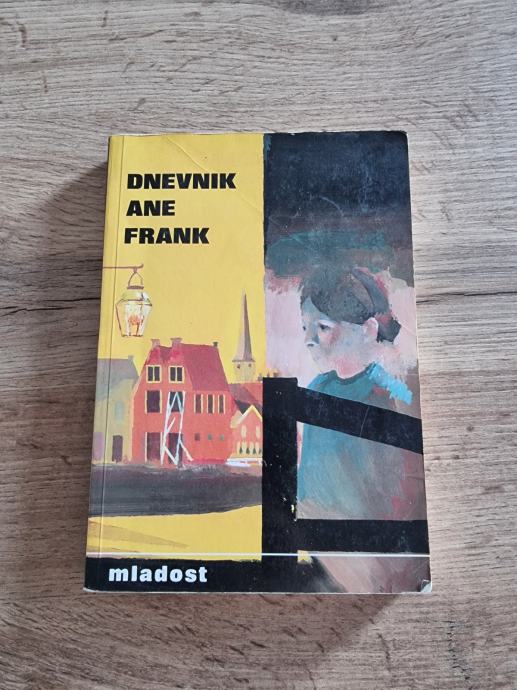 DNEVNIK
ANE
FRANK
mladost